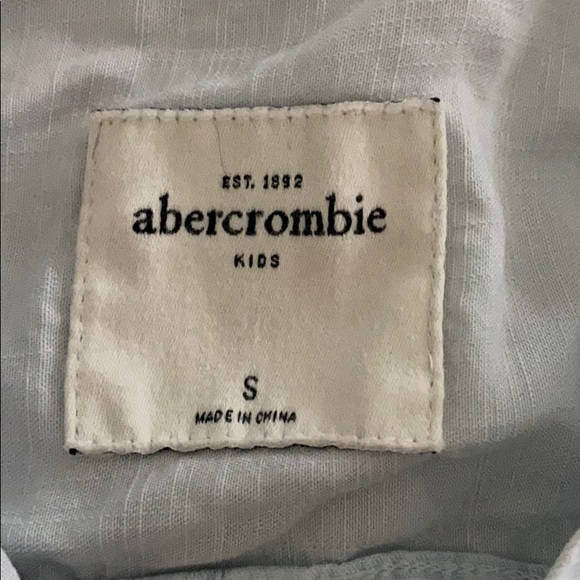 EST. 1892
abercrombie
KIDS
S
MADE IN CHINA